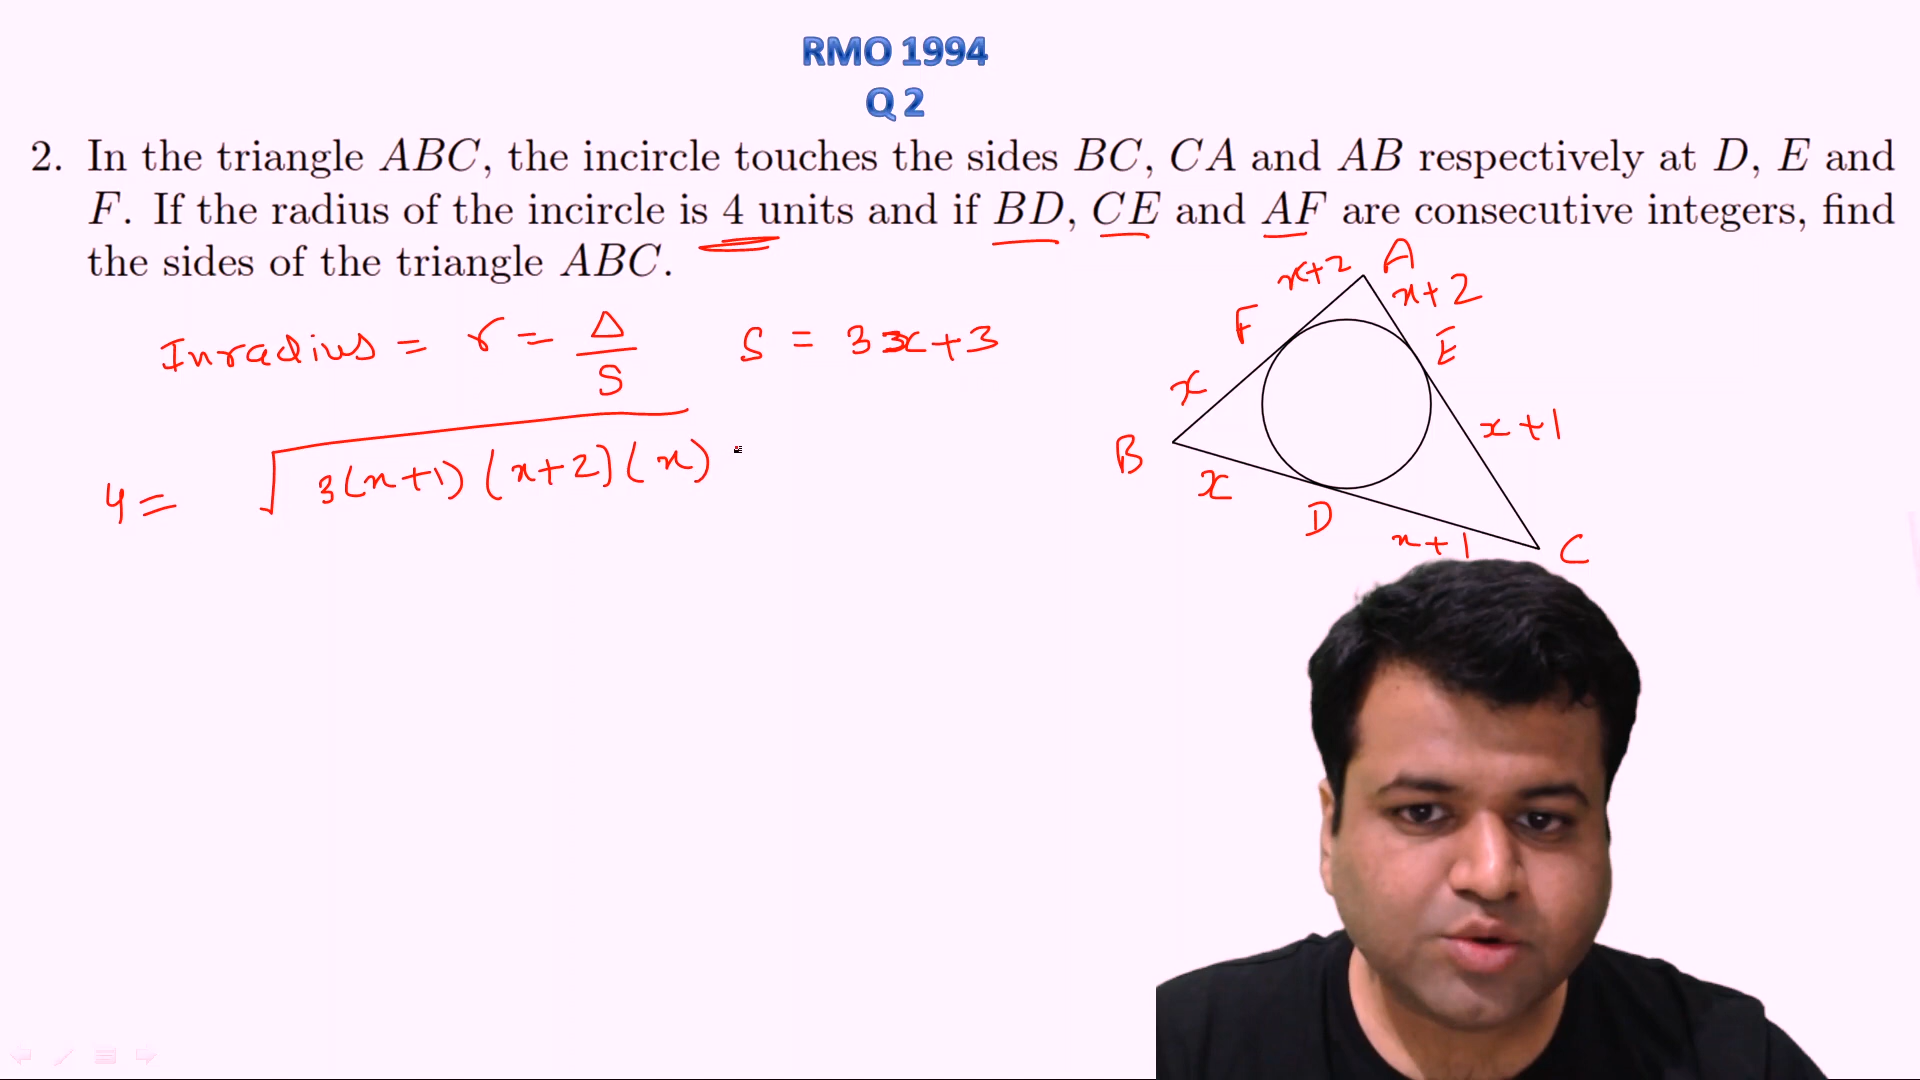 RMO 1994
Q 2
2. In the triangle ABC, the incircle touches the sides BC, CA and AB respectively at D, E and
F. If the radius of the incircle is 4 units and if BD, CE and AF are consecutive integers, find
the sides of the triangle ABC.
A
x+2
x+2
F
E
Inradius = r = Δ/S
S = 3x+3
x
x+1
B
4 = √3(x+1)(x+2)(x)
x
D
x+1
C